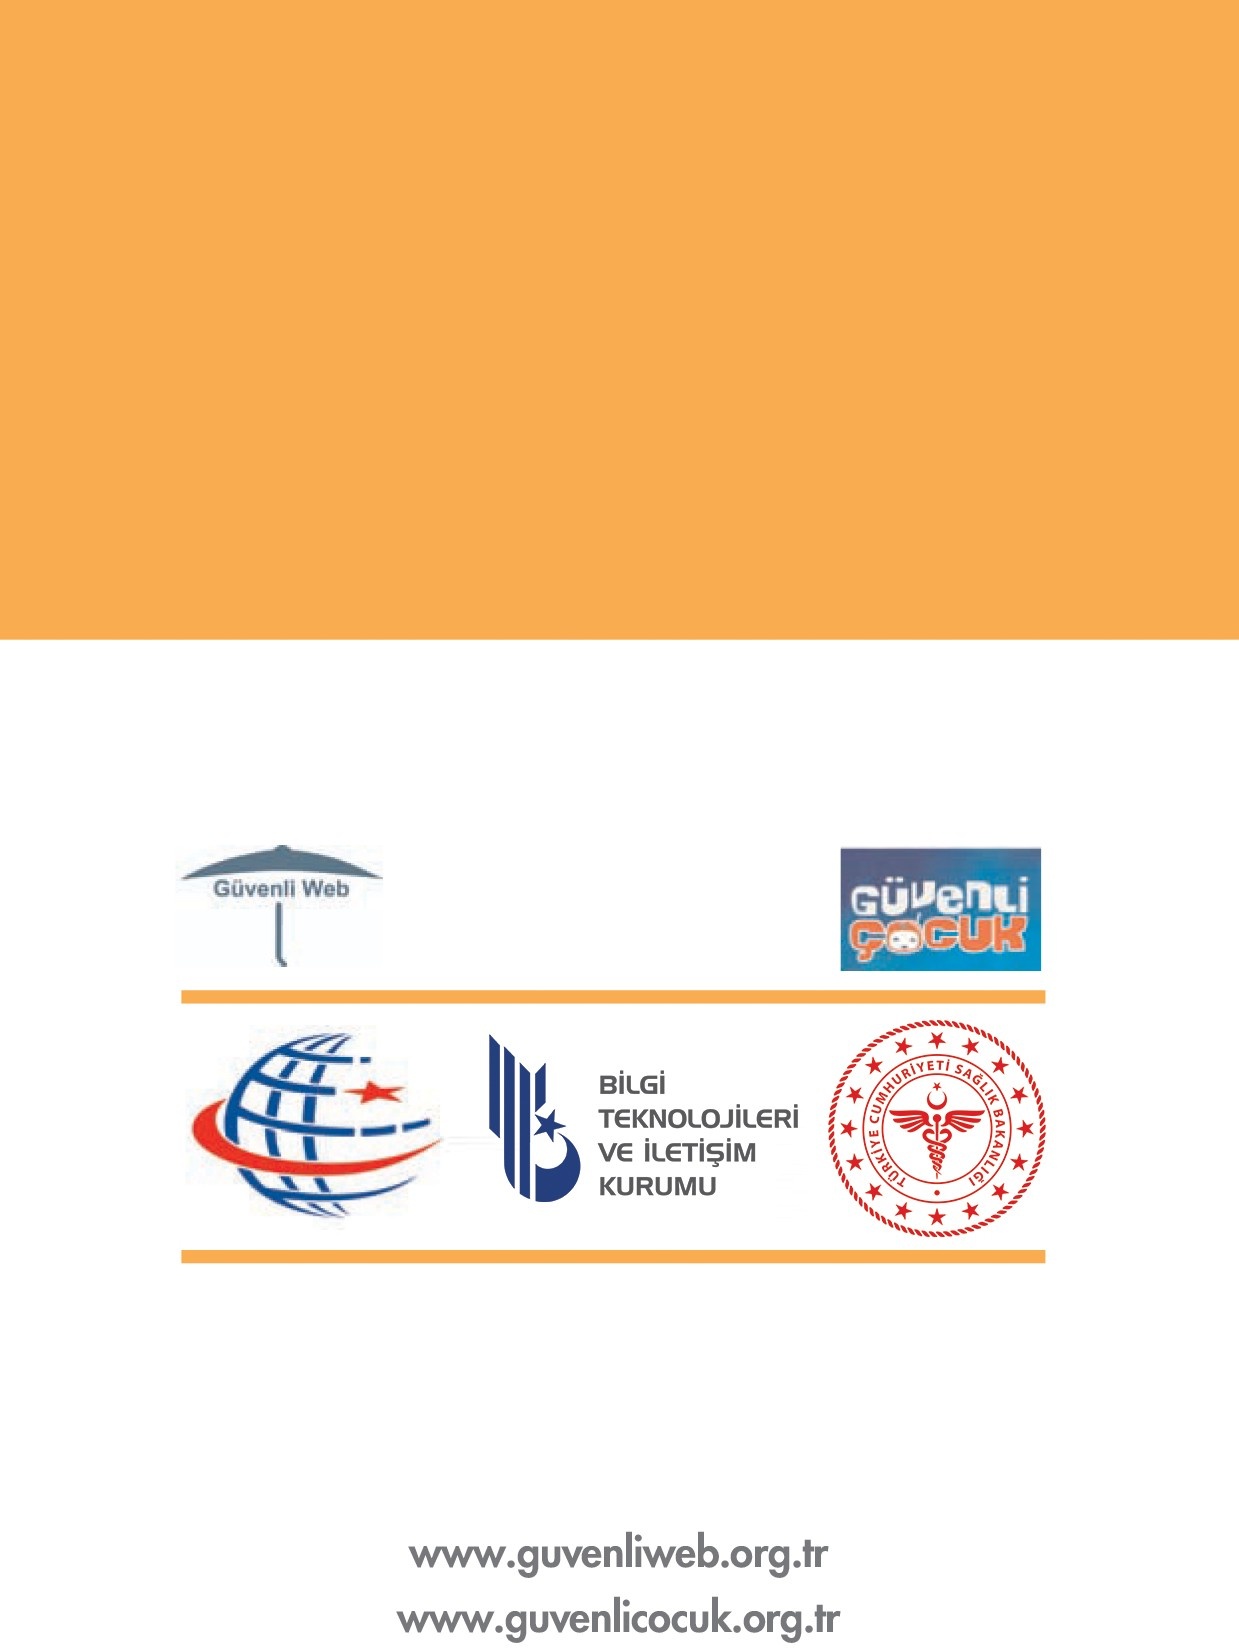 Güvenli Web
GÜVENLİ
ÇOCUK
BİLGİ
TEKNOLOJİLERİ
VE İLETİŞİM
KURUMU
TÜRKİYE CUMHURİYETİ SAĞLIK BAKANLIĞI
www.guvenliweb.org.tr
www.guvenlicocuk.org.tr